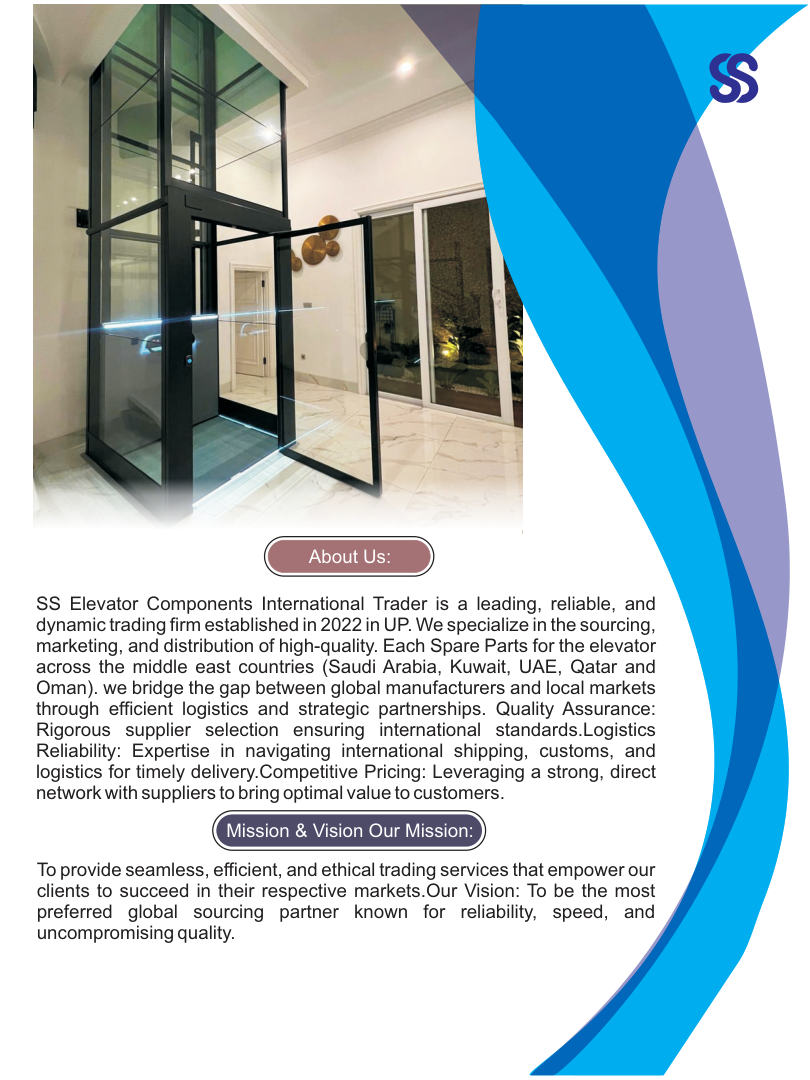 SS
About Us:
SS Elevator Components International Trader is a leading, reliable, and
dynamic trading firm established in 2022 in UP. We specialize in the sourcing,
marketing, and distribution of high-quality. Each Spare Parts for the elevator
across the middle east countries (Saudi Arabia, Kuwait, UAE, Qatar and
Oman). we bridge the gap between global manufacturers and local markets
through efficient logistics and strategic partnerships. Quality Assurance:
Rigorous supplier selection ensuring international standards.Logistics
Reliability: Expertise in navigating international shipping, customs, and
logistics for timely delivery.Competitive Pricing: Leveraging a strong, direct
network with suppliers to bring optimal value to customers.
Mission & Vision Our Mission:
To provide seamless, efficient, and ethical trading services that empower our
clients to succeed in their respective markets.Our Vision: To be the most
preferred global sourcing partner known for reliability, speed, and
uncompromising quality.